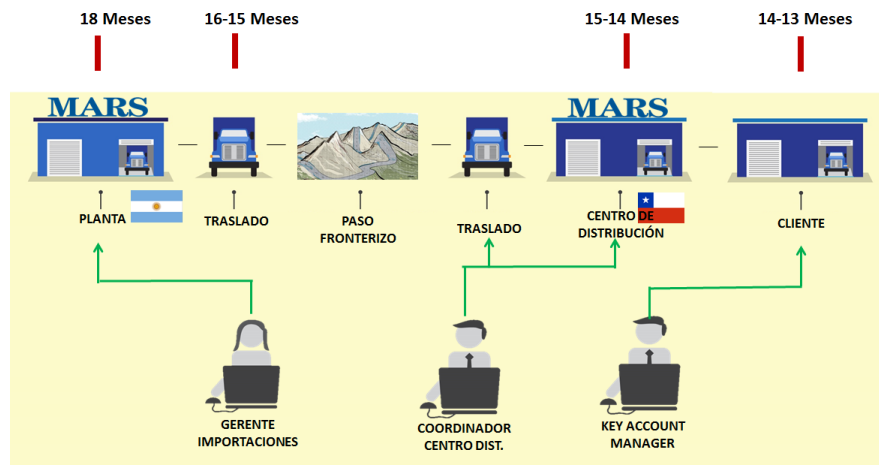 18 Meses
16-15 Meses
15-14 Meses
14-13 Meses
MARS
MARS
PLANTA
TRASLADO
PASO
FRONTERIZO
TRASLADO
CENTRO DE
DISTRIBUCIÓN
CLIENTE
GERENTE
IMPORTACIONES
COORDINADOR
CENTRO DIST.
KEY ACCOUNT
MANAGER